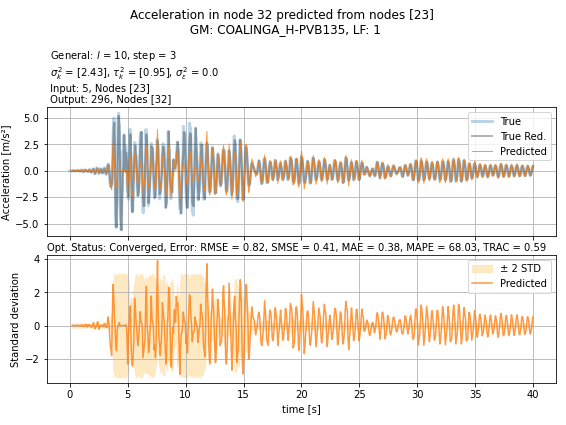 Acceleration in node 32 predicted from nodes [23]
GM: COALINGA_H-PVB135, LF: 1
General: l = 10, step = 3
σ²ₖ = [2.43], τ²ₖ = [0.95], σ²ε = 0.0
Input: 5, Nodes [23]
Output: 296, Nodes [32]
Acceleration [m/s²]
5.0
2.5
0.0
−2.5
−5.0
True
True Red.
Predicted
Opt. Status: Converged, Error: RMSE = 0.82, SMSE = 0.41, MAE = 0.38, MAPE = 68.03, TRAC = 0.59
Standard deviation
4
2
0
−2
± 2 STD
Predicted
0 5 10 15 20 25 30 35 40
time [s]